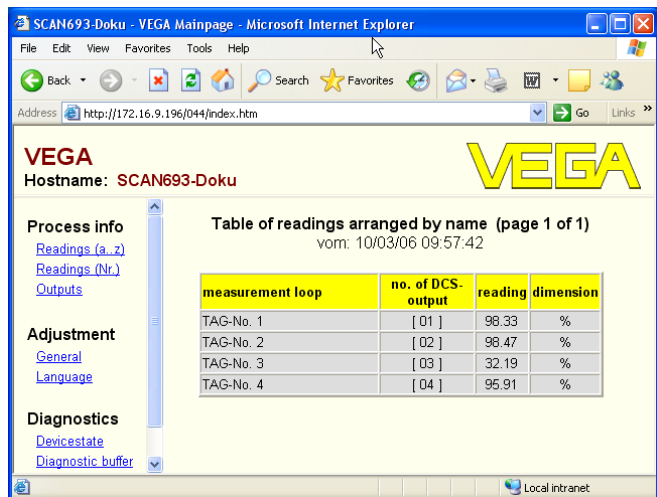 SCAN693-Doku - VEGA Mainpage - Microsoft Internet Explorer
File Edit View Favorites Tools Help
Back Search Favorites
Address http://172.16.9.196/044/index.htm Go Links »
VEGA
Hostname: SCAN693-Doku
VEGA
Process info
Readings (a..z)
Readings (Nr.)
Outputs
Adjustment
General
Language
Diagnostics
Devicestate
Diagnostic buffer
Table of readings arranged by name (page 1 of 1)
vom: 10/03/06 09:57:42
measurement loop no. of DCS-output reading dimension
TAG-No. 1 [ 01 ] 98.33 %
TAG-No. 2 [ 02 ] 98.47 %
TAG-No. 3 [ 03 ] 32.19 %
TAG-No. 4 [ 04 ] 95.91 %
Local intranet